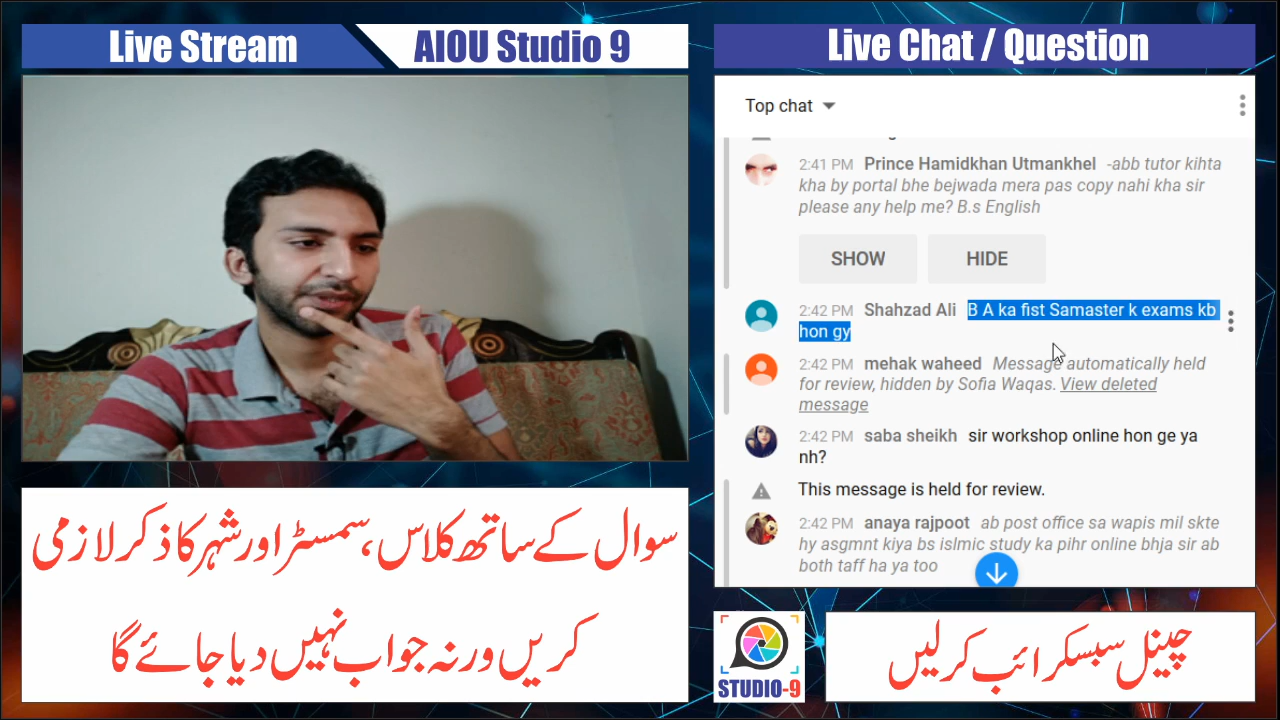 Live Stream
AIOU Studio 9
سوال کے ساتھ کلاس، سمسٹر اور شہر کا ذکر لازمی
کریں ورنہ جواب نہیں دیا جائے گا
Live Chat / Question
Top chat
2:41 PM Prince Hamidkhan Utmankhel -abb tutor kihta
kha by portal bhe bejwada mera pas copy nahi kha sir
please any help me? B.s English
SHOW HIDE
2:42 PM Shahzad Ali B A ka fist Samaster k exams kb
hon gy
2:42 PM mehak waheed Message automatically held
for review, hidden by Sofia Waqas. View deleted
message
2:42 PM saba sheikh sir workshop online hon ge ya
nh?
This message is held for review.
2:42 PM anaya rajpoot ab post office sa wapis mil skte
hy asgmnt kiya bs islmic study ka pihr online bhja sir ab
both taff ha ya too
STUDIO-9
چینل سبسکرائب کرلیں